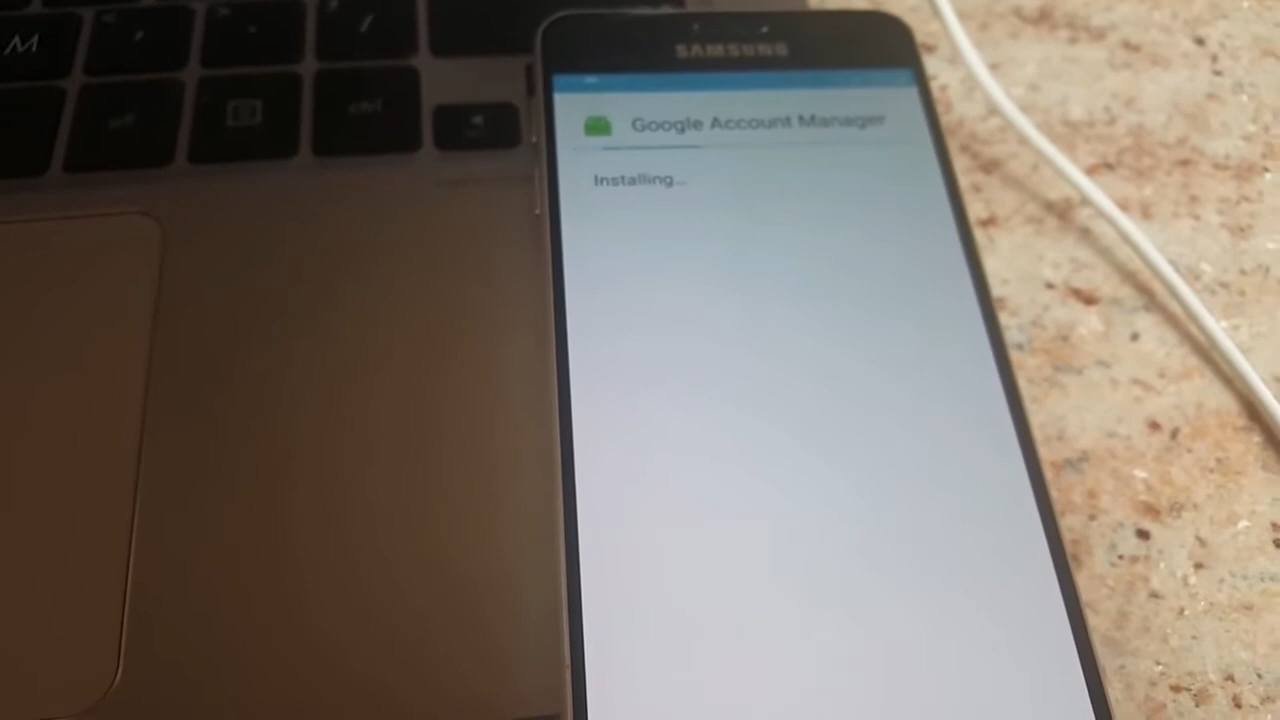 SAMSUNG
Google Account Manager
Installing...
M
ctrl